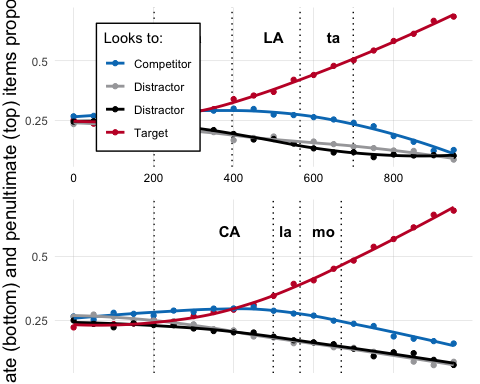 ate (bottom) and penultimate (top) items propo
Looks to:
Competitor
Distractor
Distractor
Target
LA
ta
0.5
0.25
0
200
400
600
800
CA
la
mo
0.5
0.25